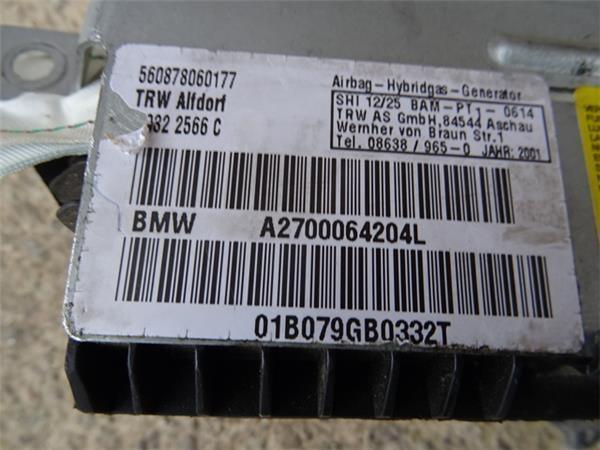 560878060177
TRW Alfdorf
2566 C
Airbag-Hybridgas-Generator
SHI 12/25 BAM-PT1-0614
TRW AS GmbH,84544 Aschau
Wernher von Braun Str.1
Tel. 08638 / 965-0 JAHR: 2001
BMW A2700064204L
01B079GB0332T